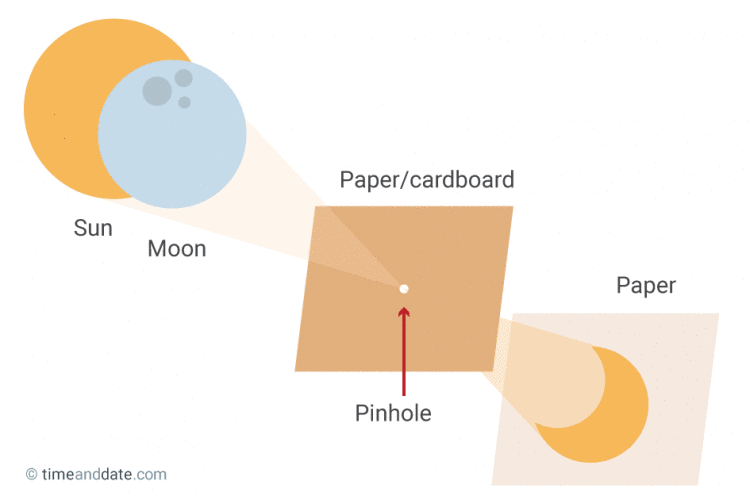 Paper/cardboard
Sun
Moon
Paper
Pinhole
© timeanddate.com